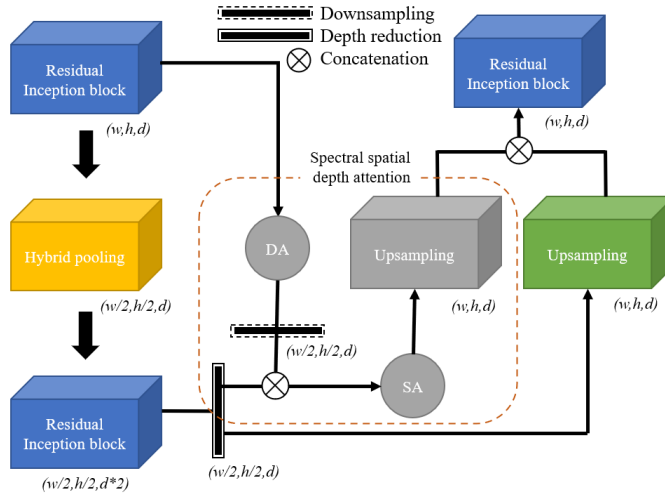 Downsampling
Depth reduction
Concatenation
Residual
Inception block
(w,h,d)
Residual
Inception block
(w,h,d)
Spectral spatial
depth attention
Hybrid pooling
(w/2,h/2,d)
DA
Upsampling
(w,h,d)
Upsampling
(w,h,d)
(w/2,h/2,d)
SA
Residual
Inception block
(w/2,h/2,d*2)
(w/2,h/2,d)